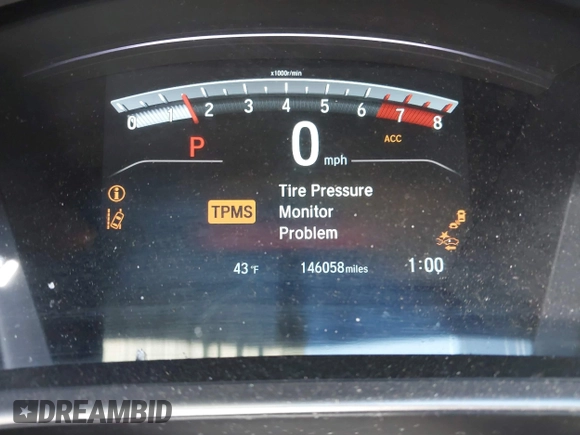 x1000r/min
0 1 2 3 4 5 6 7 8
P 0 mph ACC
TPMS
Tire Pressure
Monitor
Problem
43°F 146058 miles 1:00
DREAMBID